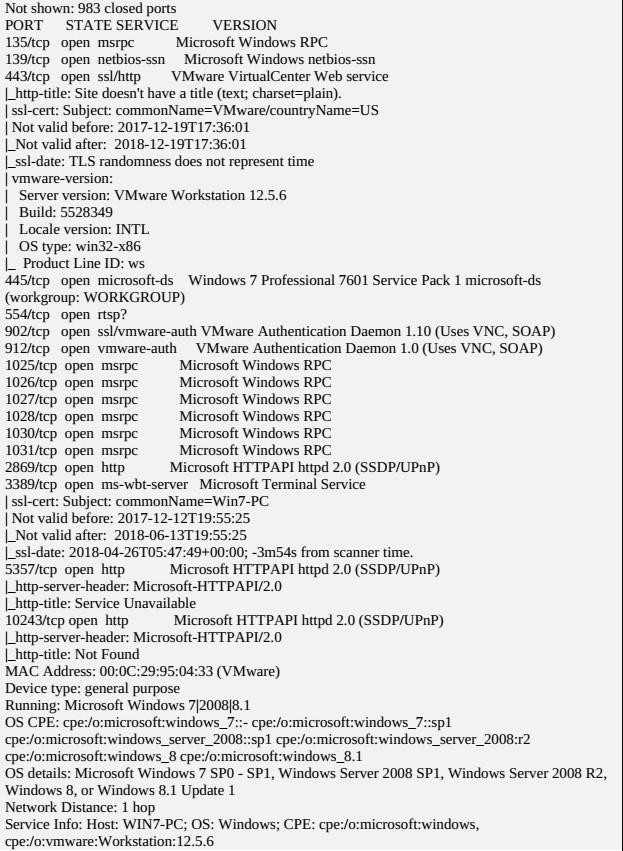 Not shown: 983 closed ports
PORT STATE SERVICE VERSION
135/tcp open msrpc Microsoft Windows RPC
139/tcp open netbios-ssn Microsoft Windows netbios-ssn
443/tcp open ssl/http VMware VirtualCenter Web service
|_http-title: Site doesn't have a title (text; charset=plain).
| ssl-cert: Subject: commonName=VMware/countryName=US
| Not valid before: 2017-12-19T17:36:01
|_Not valid after: 2018-12-19T17:36:01
|_ssl-date: TLS randomness does not represent time
| vmware-version:
| Server version: VMware Workstation 12.5.6
| Build: 5528349
| Locale version: INTL
| OS type: win32-x86
|_ Product Line ID: ws
445/tcp open microsoft-ds Windows 7 Professional 7601 Service Pack 1 microsoft-ds
(workgroup: WORKGROUP)
554/tcp open rtsp?
902/tcp open ssl/vmware-auth VMware Authentication Daemon 1.10 (Uses VNC, SOAP)
912/tcp open vmware-auth VMware Authentication Daemon 1.0 (Uses VNC, SOAP)
1025/tcp open msrpc Microsoft Windows RPC
1026/tcp open msrpc Microsoft Windows RPC
1027/tcp open msrpc Microsoft Windows RPC
1028/tcp open msrpc Microsoft Windows RPC
1030/tcp open msrpc Microsoft Windows RPC
1031/tcp open msrpc Microsoft Windows RPC
2869/tcp open http Microsoft HTTPAPI httpd 2.0 (SSDP/UPnP)
3389/tcp open ms-wbt-server Microsoft Terminal Service
| ssl-cert: Subject: commonName=Win7-PC
| Not valid before: 2017-12-12T19:55:25
|_Not valid after: 2018-06-13T19:55:25
|_ssl-date: 2018-04-26T05:47:49+00:00; -3m54s from scanner time.
5357/tcp open http Microsoft HTTPAPI httpd 2.0 (SSDP/UPnP)
|_http-server-header: Microsoft-HTTPAPI/2.0
|_http-title: Service Unavailable
10243/tcp open http Microsoft HTTPAPI httpd 2.0 (SSDP/UPnP)
|_http-server-header: Microsoft-HTTPAPI/2.0
|_http-title: Not Found
MAC Address: 00:0C:29:95:04:33 (VMware)
Device type: general purpose
Running: Microsoft Windows 7|2008|8.1
OS CPE: cpe:/o:microsoft:windows_7::- cpe:/o:microsoft:windows_7::sp1
cpe:/o:microsoft:windows_server_2008::sp1 cpe:/o:microsoft:windows_server_2008:r2
cpe:/o:microsoft:windows_8 cpe:/o:microsoft:windows_8.1
OS details: Microsoft Windows 7 SP0 - SP1, Windows Server 2008 SP1, Windows Server 2008 R2,
Windows 8, or Windows 8.1 Update 1
Network Distance: 1 hop
Service Info: Host: WIN7-PC; OS: Windows; CPE: cpe:/o:microsoft:windows,
cpe:/o:vmware:Workstation:12.5.6